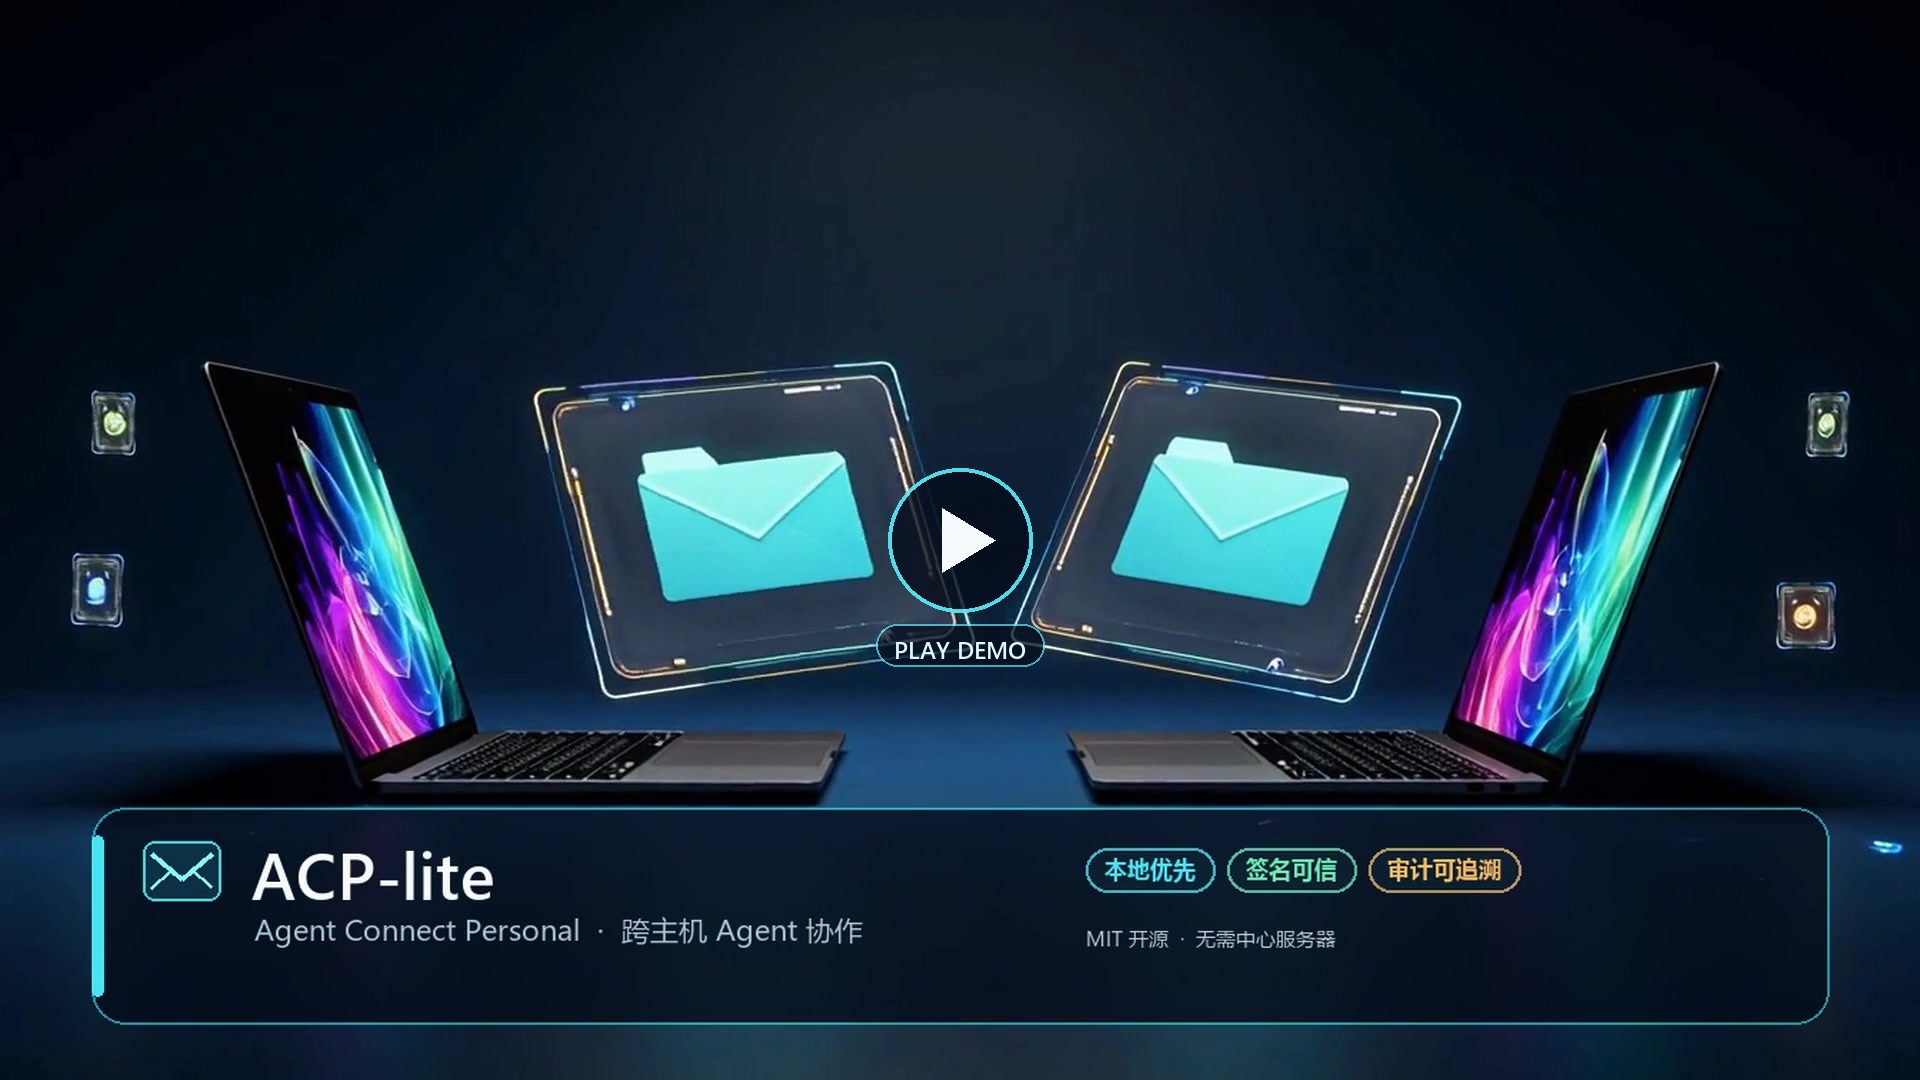 PLAY DEMO
ACP-lite
Agent Connect Personal · 跨主机 Agent 协作
本地优先 签名可信 审计可追溯
MIT 开源 · 无需中心服务器